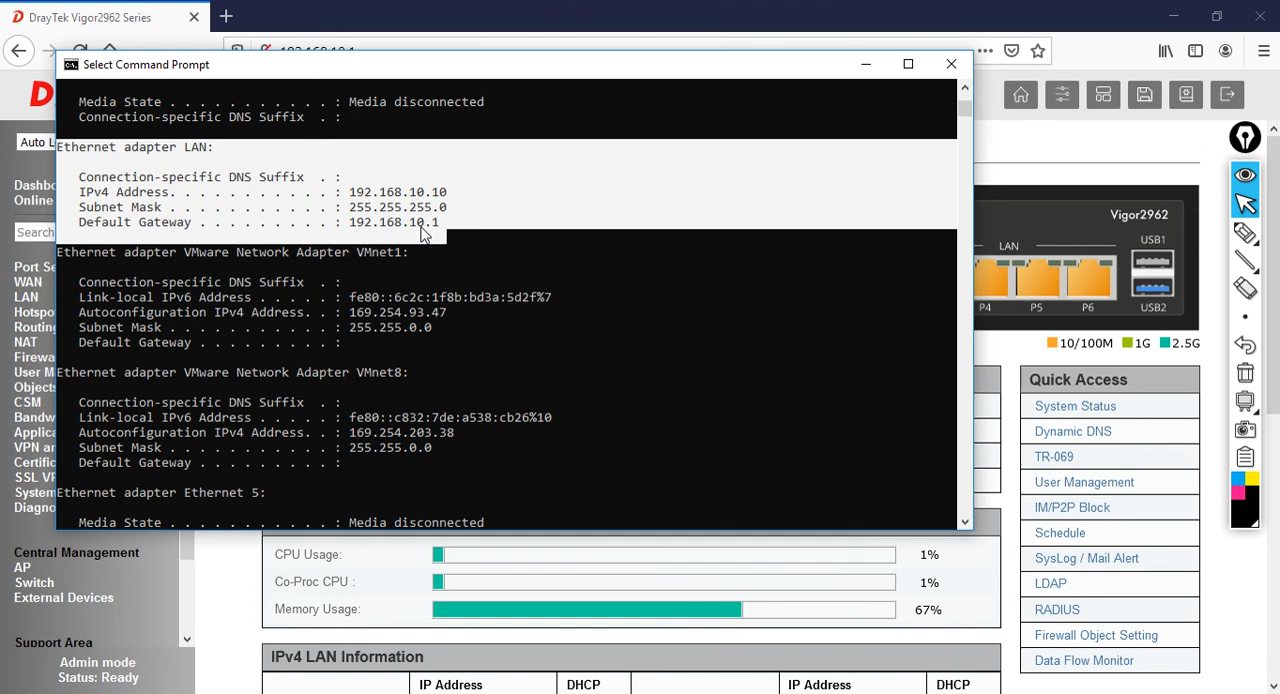 DrayTek Vigor2962 Series
Select Command Prompt
Media State . . . . . . . . . . . : Media disconnected
Connection-specific DNS Suffix  . :
Ethernet adapter LAN:
Connection-specific DNS Suffix  . :
IPv4 Address. . . . . . . . . . . : 192.168.10.10
Subnet Mask . . . . . . . . . . . : 255.255.255.0
Default Gateway . . . . . . . . . : 192.168.10.1
Ethernet adapter VMware Network Adapter VMnet1:
Connection-specific DNS Suffix  . :
Link-local IPv6 Address . . . . . : fe80::6c2c:1f8b:bd3a:5d2f%7
Autoconfiguration IPv4 Address. . : 169.254.93.47
Subnet Mask . . . . . . . . . . . : 255.255.0.0
Default Gateway . . . . . . . . . :
Ethernet adapter VMware Network Adapter VMnet8:
Connection-specific DNS Suffix  . :
Link-local IPv6 Address . . . . . : fe80::c832:7de:a538:cb26%10
Autoconfiguration IPv4 Address. . : 169.254.203.38
Subnet Mask . . . . . . . . . . . : 255.255.0.0
Default Gateway . . . . . . . . . :
Ethernet adapter Ethernet 5:
Media State . . . . . . . . . . . : Media disconnected
Auto L
Dashbo
Online
Search
Port Se
WAN
LAN
Hotspo
Routing
NAT
Firewa
User M
Objects
CSM
Bandw
Applica
VPN an
Certific
SSL VP
System
Diagno
Central Management
AP
Switch
External Devices
Support Area
Admin mode
Status: Ready
Vigor2962
LAN
USB1
P4 P5 P6 USB2
10/100M 1G 2.5G
Quick Access
System Status
Dynamic DNS
TR-069
User Management
IM/P2P Block
Schedule
SysLog / Mail Alert
LDAP
RADIUS
Firewall Object Setting
Data Flow Monitor
CPU Usage: 1%
Co-Proc CPU : 1%
Memory Usage: 67%
IPv4 LAN Information
IP Address DHCP IP Address DHCP